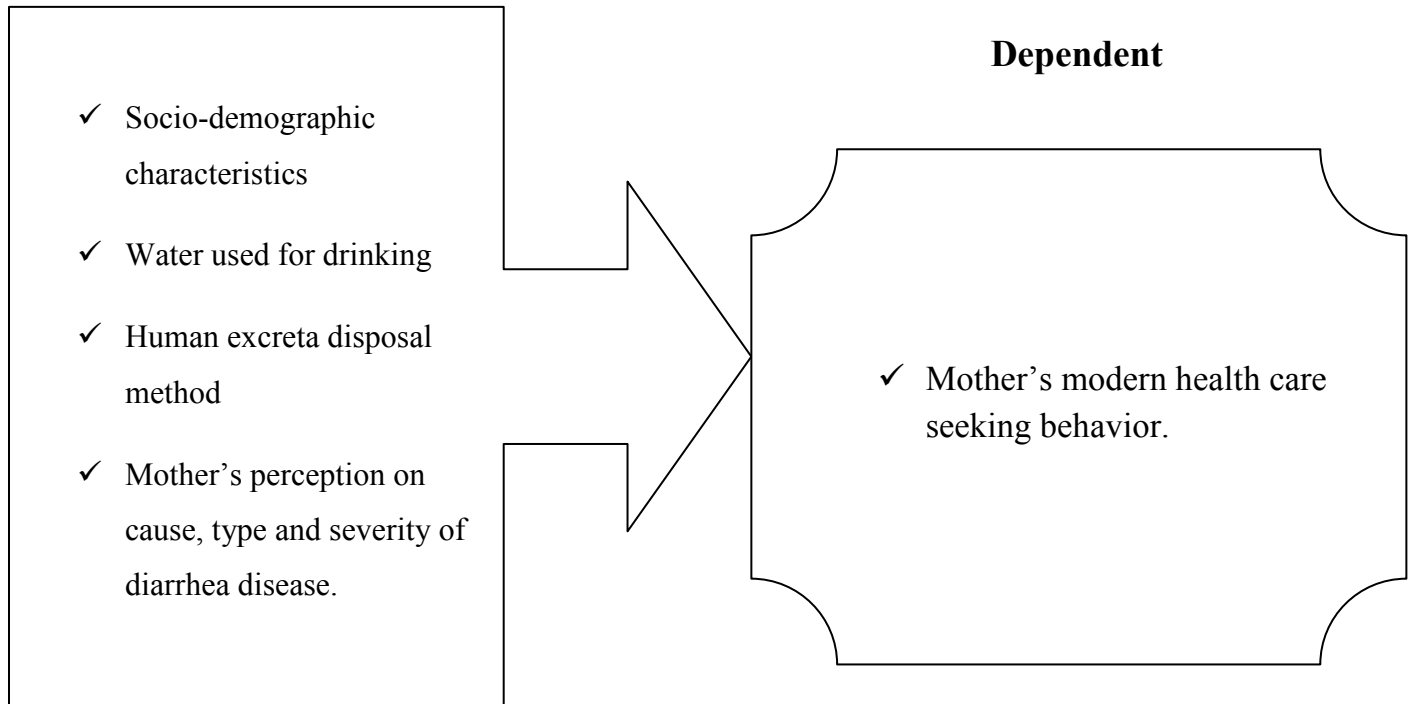 ✓ Socio-demographic
characteristics
✓ Water used for drinking
✓ Human excreta disposal
method
✓ Mother’s perception on
cause, type and severity of
diarrhea disease.
Dependent
✓ Mother’s modern health care
seeking behavior.